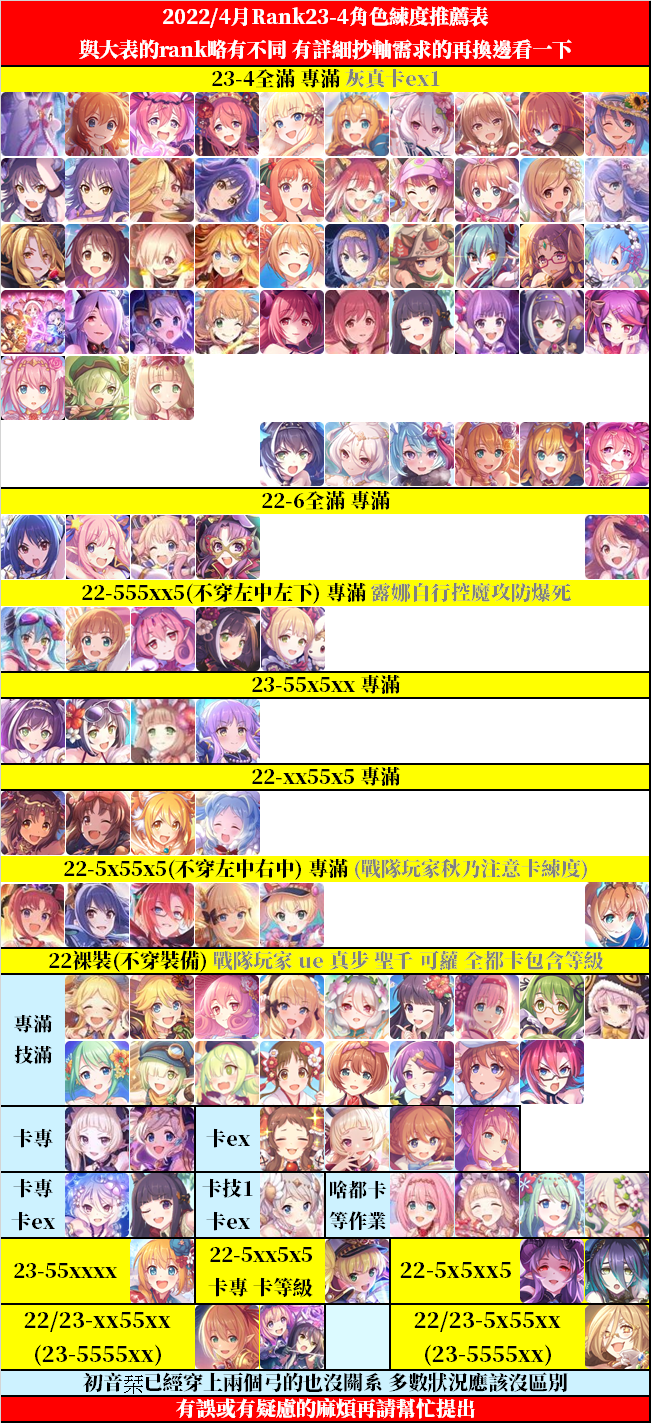 2022/4月Rank23-4角色練度推薦表
與大表的rank略有不同 有詳細抄軸需求的再換邊看一下
23-4全滿 專滿 灰真卡ex1
22-6全滿 專滿
22-555xx5(不穿左中左下) 專滿 露娜自行控魔攻防爆死
23-55x5xx 專滿
22-xx55x5 專滿
22-5x55x5(不穿左中右中) 專滿 (戰隊玩家秋乃注意卡練度)
22裸裝(不穿裝備) 戰隊玩家 ue 真步 聖千 可蘿 全都卡包含等級
專滿
技滿
卡專
卡ex
卡專
卡ex
卡技1
卡ex
啥都卡
等作業
23-55xxxx
22-5xx5x5
卡專 卡等級
22-5x5xx5
22/23-xx55xx
(23-5555xx)
22/23-5x55xx
(23-5555xx)
初音栞已經穿上兩個弓的也沒關系 多數狀況應該沒區別
有誤或有疑慮的麻煩再請幫忙提出